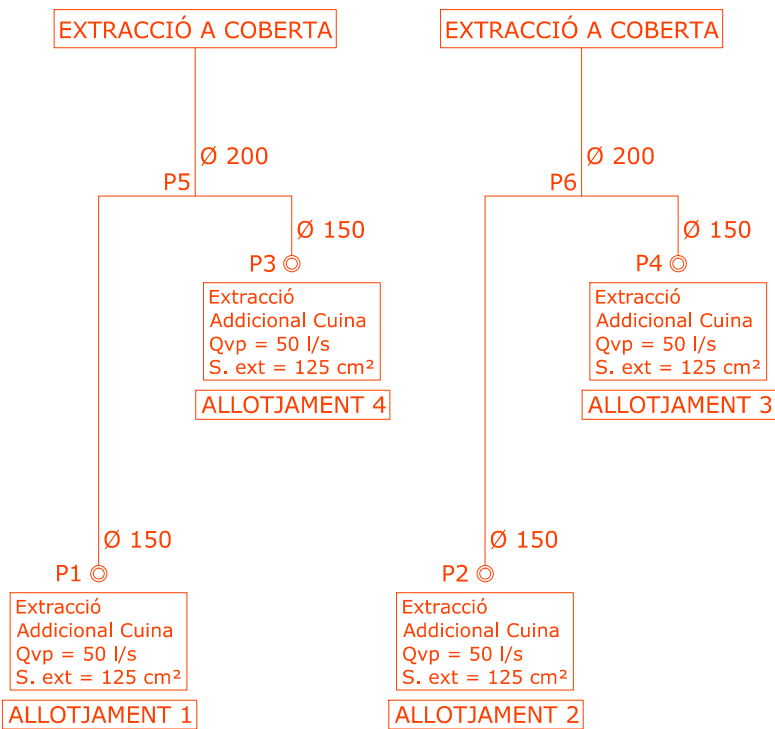 EXTRACCIÓ A COBERTA
EXTRACCIÓ A COBERTA
Ø 200
Ø 200
P5
P6
Ø 150
Ø 150
P3
P4
Extracció
Addicional Cuina
Qvp = 50 l/s
S. ext = 125 cm²
ALLOTJAMENT 4
Extracció
Addicional Cuina
Qvp = 50 l/s
S. ext = 125 cm²
ALLOTJAMENT 3
Ø 150
Ø 150
P1
P2
Extracció
Addicional Cuina
Qvp = 50 l/s
S. ext = 125 cm²
ALLOTJAMENT 1
Extracció
Addicional Cuina
Qvp = 50 l/s
S. ext = 125 cm²
ALLOTJAMENT 2